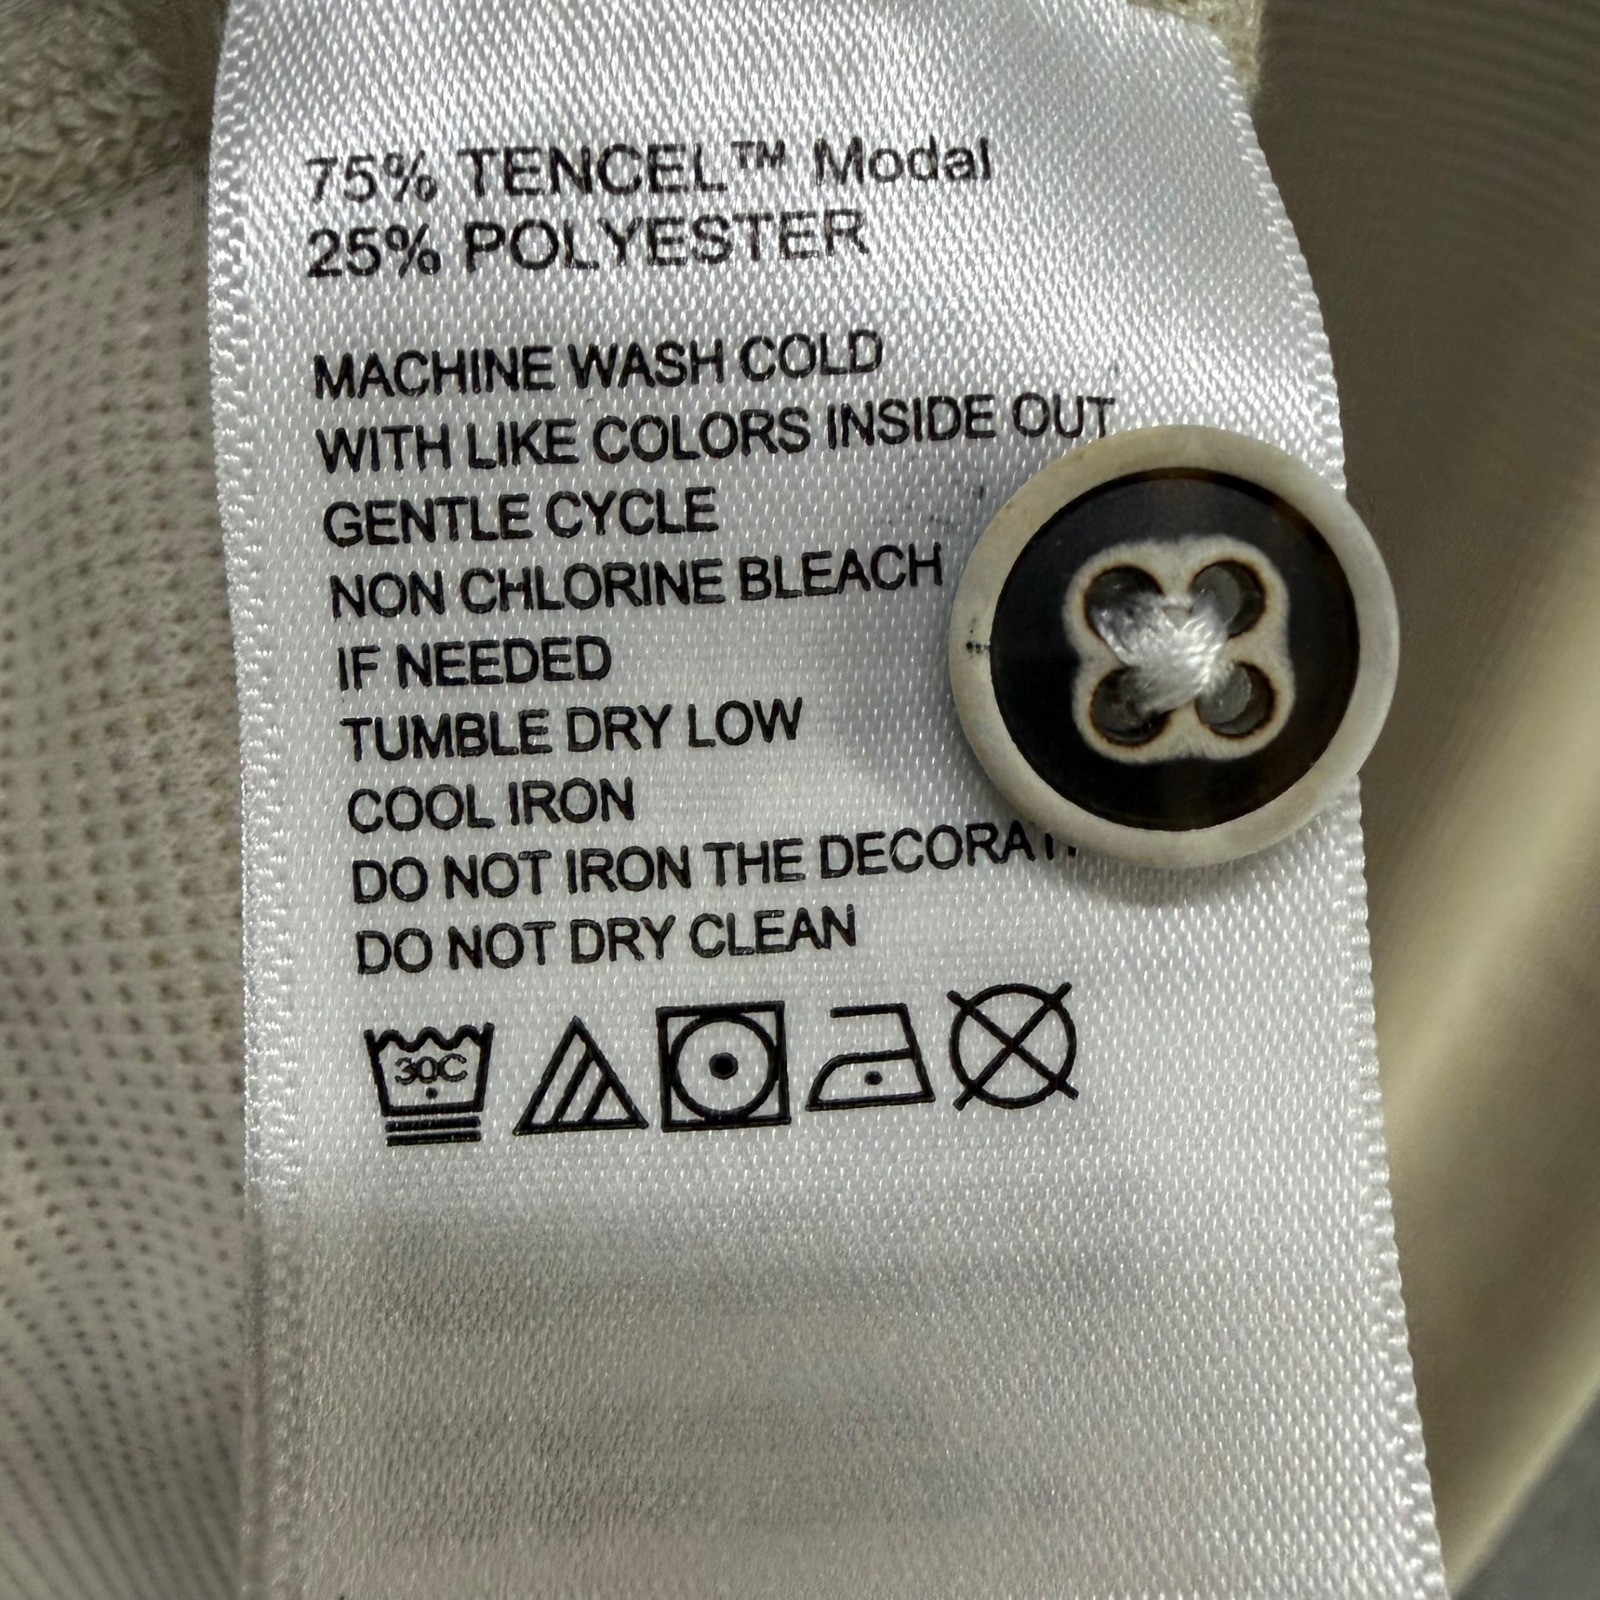 75% TENCEL™ Modal
25% POLYESTER
MACHINE WASH COLD
WITH LIKE COLORS INSIDE OUT
GENTLE CYCLE
NON CHLORINE BLEACH
IF NEEDED
TUMBLE DRY LOW
COOL IRON
DO NOT IRON THE
DO NOT DRY CLEAN
30C